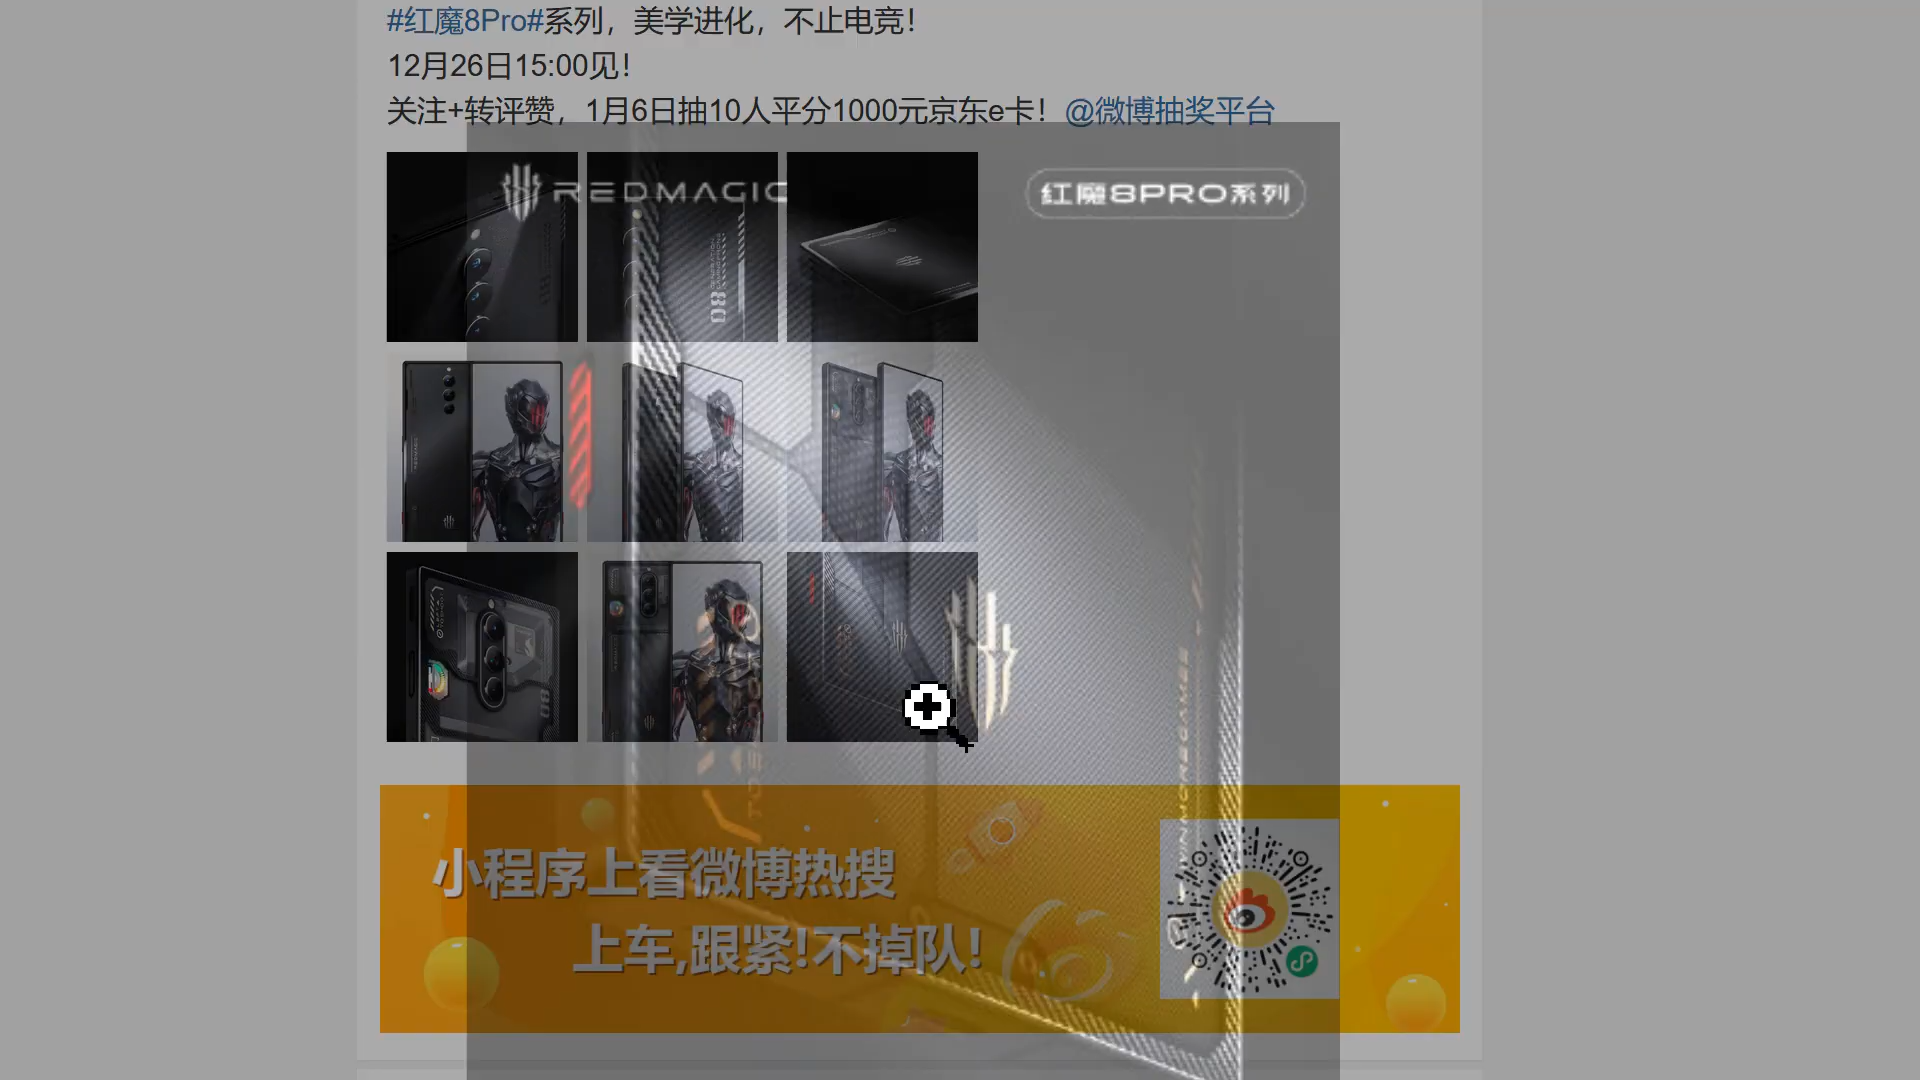 #红魔8Pro#系列，美学进化，不止电竞！
12月26日15:00见！
关注+转评赞，1月6日抽10人平分1000元京东e卡！@微博抽奖平台
REDMAGIC
红魔8PRO系列
08
小程序上看微博热搜
上车,跟紧!不掉队!